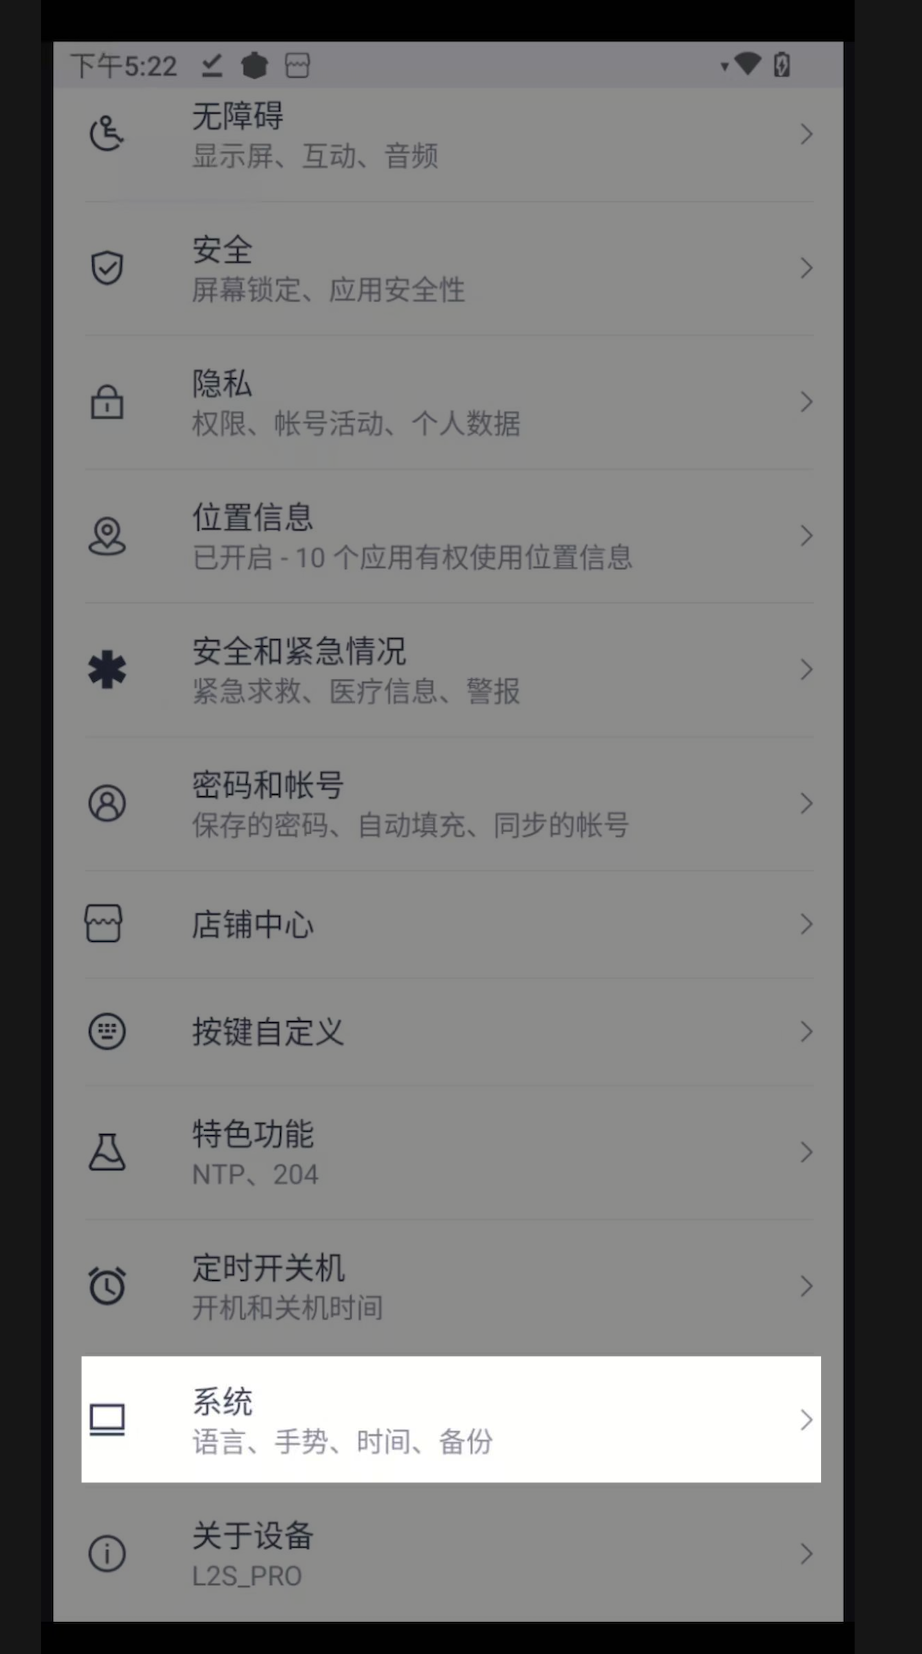 下午5:22
无障碍
显示屏、互动、音频
安全
屏幕锁定、应用安全性
隐私
权限、帐号活动、个人数据
位置信息
已开启 - 10 个应用有权使用位置信息
安全和紧急情况
紧急求救、医疗信息、警报
密码和帐号
保存的密码、自动填充、同步的帐号
店铺中心
按键自定义
特色功能
NTP、204
定时开关机
开机和关机时间
系统
语言、手势、时间、备份
关于设备
L2S_PRO